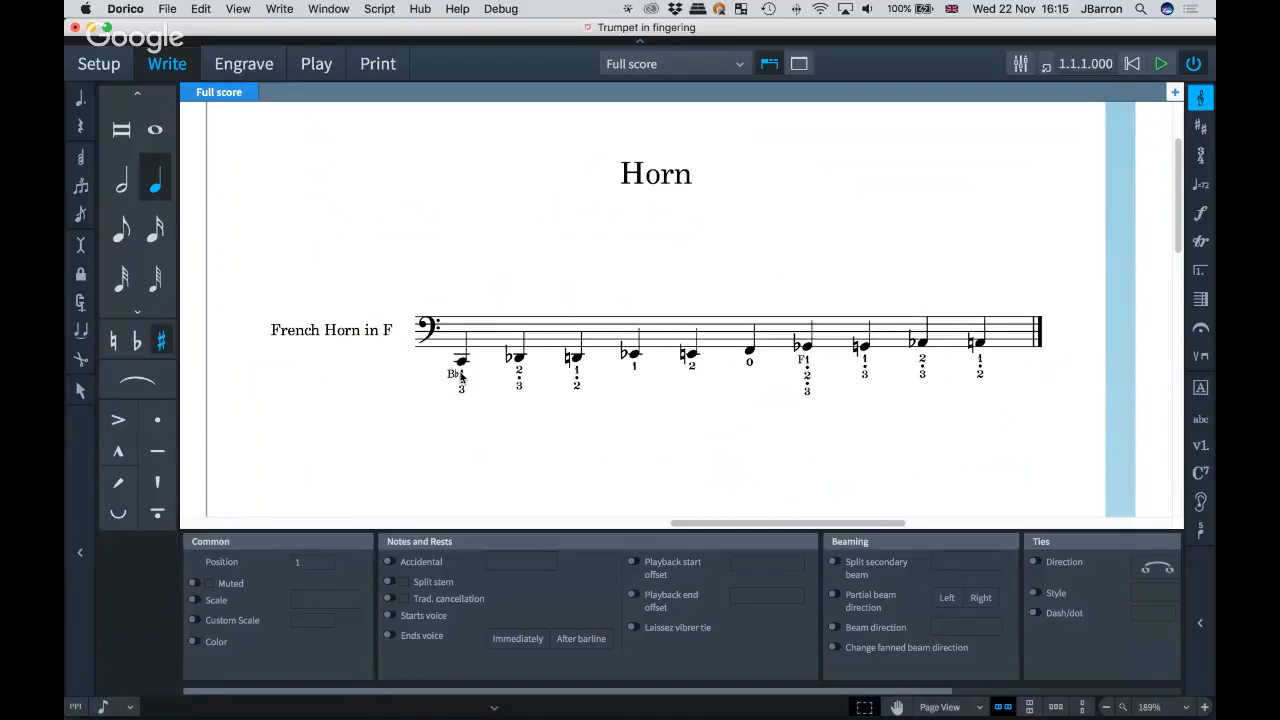 Dorico File Edit View Write Window Script Hub Help Debug 100% Wed 22 Nov 16:15 JBarron
Trumpet in fingering
Google
Setup Write Engrave Play Print Full score 1.1.1.000
Full score
Horn
French Horn in F
B♭ 1 2 1 1 2 0 F1 1 2 1
3 3 2 2 3 3 2
3
1.
abc
v1.
C7
Common Notes and Rests Beaming Ties
Position 1 Accidental Playback start offset Split secondary beam Direction
Muted Split stem
Scale Trad. cancellation Playback end offset Partial beam direction Left Right Style
Custom Scale Starts voice Laissez vibrer tie Beam direction Dash/dot
Color Ends voice Immediately After barline Change fanned beam direction
Page View 189%